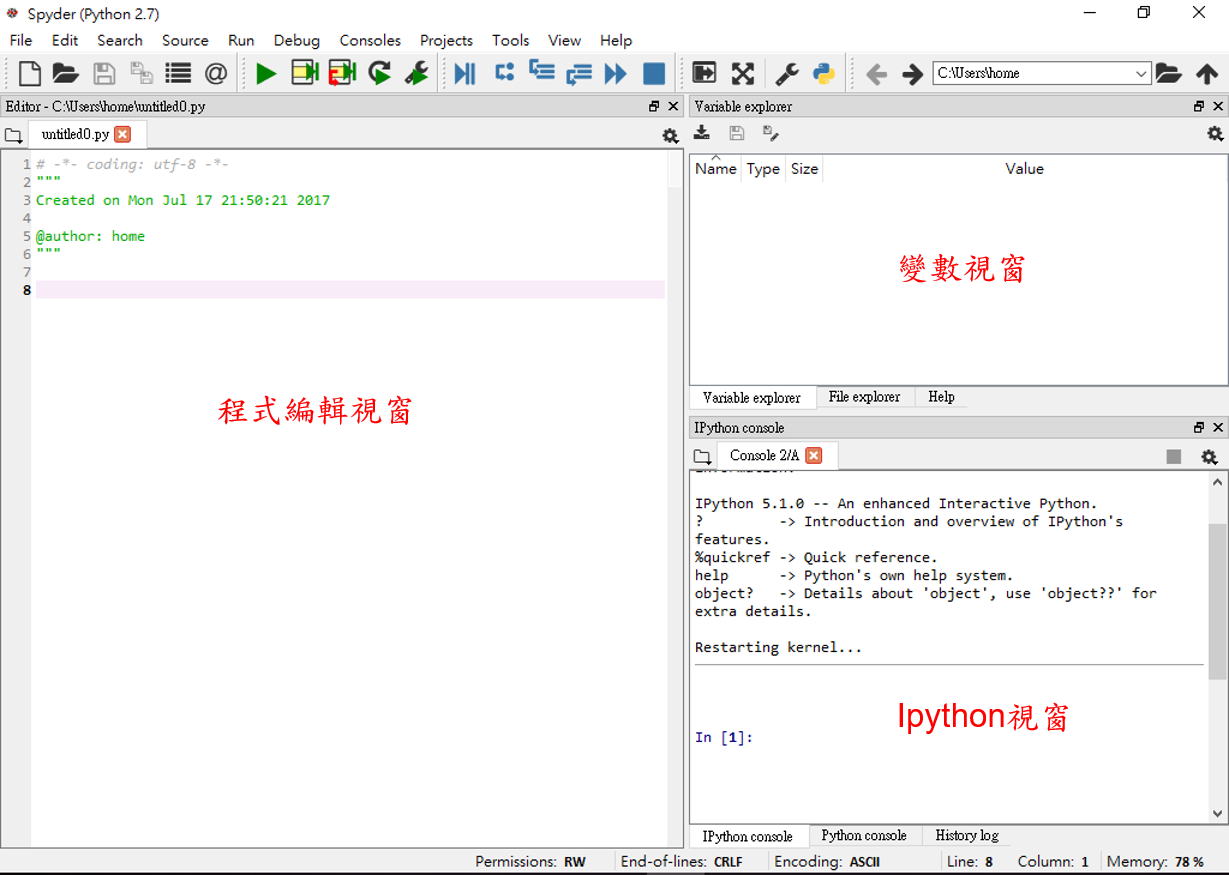 Spyder (Python 2.7)
File Edit Search Source Run Debug Consoles Projects Tools View Help
C:\Users\home
Editor - C:\Users\home\untitled0.py
untitled0.py
1 # -*- coding: utf-8 -*-
2 """
3 Created on Mon Jul 17 21:50:21 2017
4
5 @author: home
6 """
7
8
程式編輯視窗
Variable explorer
Name Type Size Value
變數視窗
Variable explorer File explorer Help
IPython console
Console 2/A
information.
IPython 5.1.0 -- An enhanced Interactive Python.
? -> Introduction and overview of IPython's
features.
%quickref -> Quick reference.
help -> Python's own help system.
object? -> Details about 'object', use 'object??' for
extra details.
Restarting kernel...
Ipython視窗
In [1]:
IPython console Python console History log
Permissions: RW End-of-lines: CRLF Encoding: ASCII Line: 8 Column: 1 Memory: 78 %